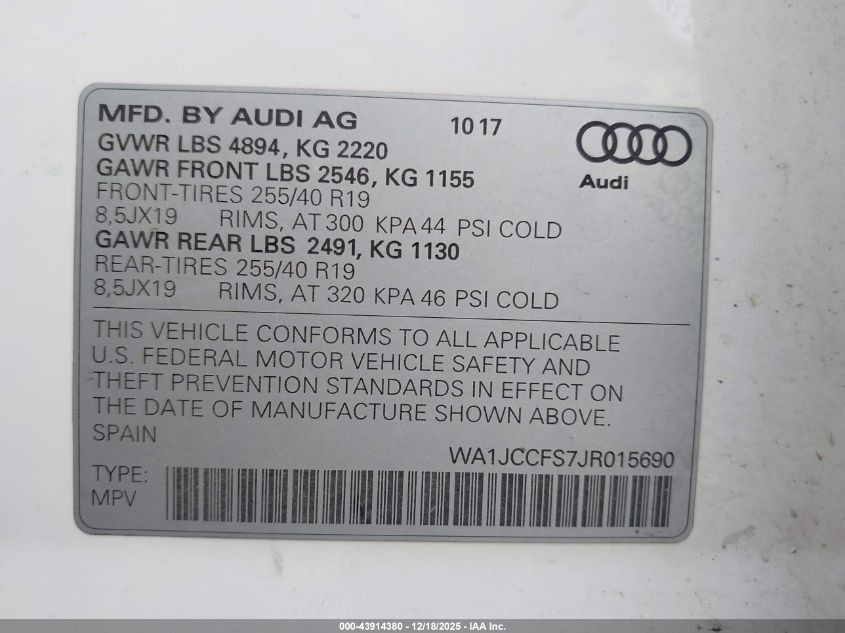 MFD. BY AUDI AG 10 17
GVWR LBS 4894, KG 2220
GAWR FRONT LBS 2546, KG 1155
Audi
FRONT-TIRES 255/40 R19
8,5JX19 RIMS, AT 300 KPA 44 PSI COLD
GAWR REAR LBS 2491, KG 1130
REAR-TIRES 255/40 R19
8,5JX19 RIMS, AT 320 KPA 46 PSI COLD
THIS VEHICLE CONFORMS TO ALL APPLICABLE
U.S. FEDERAL MOTOR VEHICLE SAFETY AND
THEFT PREVENTION STANDARDS IN EFFECT ON
THE DATE OF MANUFACTURE SHOWN ABOVE.
SPAIN
WA1JCCFS7JR015690
TYPE:
MPV
000-43914380 - 12/18/2025 - IAA Inc.